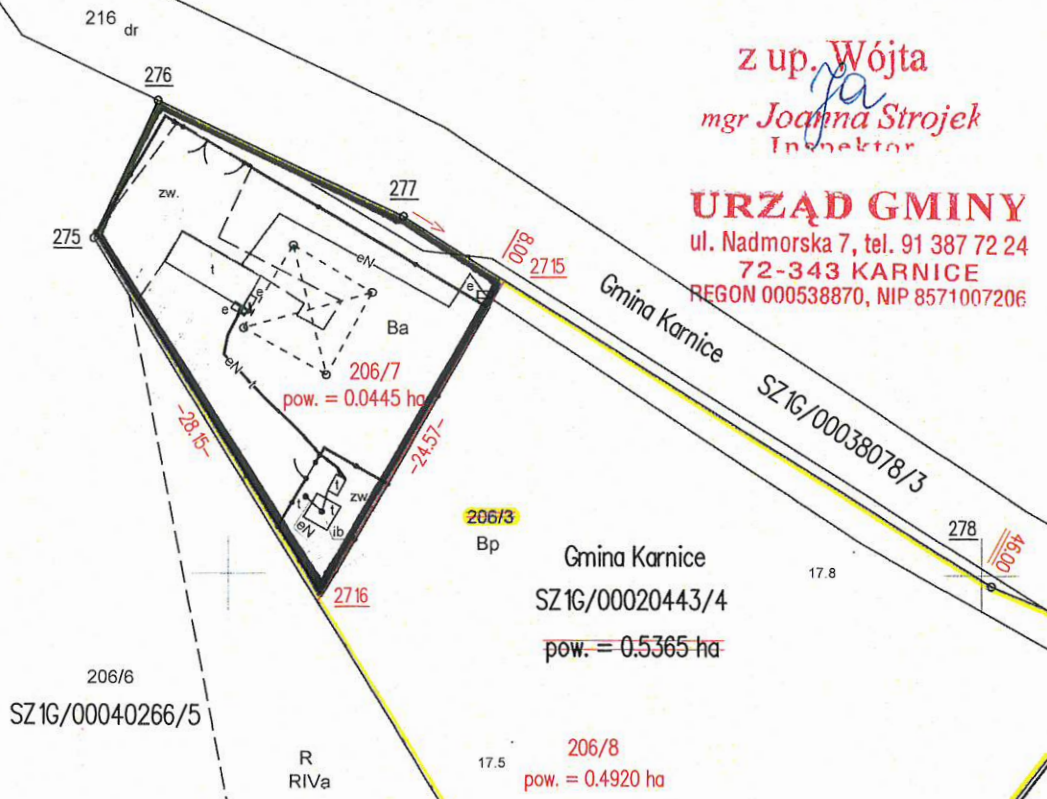 216 dr
276
z up. Wójta
mgr Joanna Strojek
Inspektor
URZĄD GMINY
ul. Nadmorska 7, tel. 91 387 72 24
72-343 KARNICE
REGON 000538870, NIP 8571007206
zw.
277
275
8.00
2715
t
eN
e
e
e
Ba
Gmina Karnice
SZ1G/00038078/3
206/7
pow. = 0.0445 ha
eN
t
-28.15-
-24.57-
t
zw
t
t
eN
ib
206/3
Bp
278
46.00
Gmina Karnice
SZ1G/00020443/4
pow. = 0.5365 ha
17.8
2716
206/6
SZ1G/00040266/5
R
RIVa
17.5
206/8
pow. = 0.4920 ha